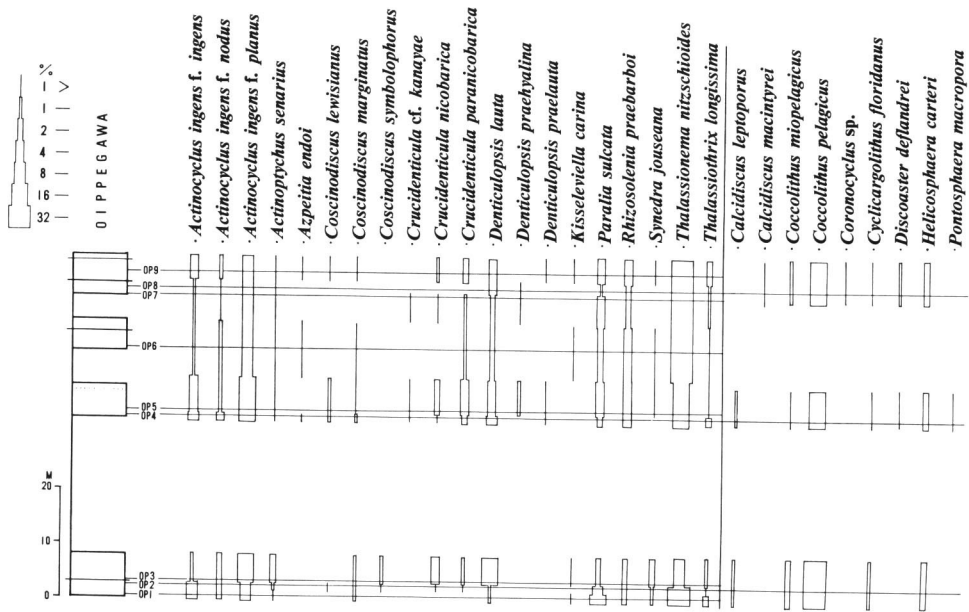 %
< 1
1
2
4
8
16
32
OIPPEGAWA
Actinocyclus ingens f. ingens
Actinocyclus ingens f. nodus
Actinocyclus ingens f. planus
Actinoptychus senarius
Azpeitia endoi
Coscinodiscus lewisianus
Coscinodiscus marginatus
Coscinodiscus symbolophorus
Crucidenticula cf. kanayae
Crucidenticula nicobarica
Crucidenticula paranicobarica
Denticulopsis lauta
Denticulopsis praehyalina
Denticulopsis praelauta
Kisseleviella carina
Paralia sulcata
Rhizosolenia praebarboi
Synedra jouseana
Thalassionema nitzschioides
Thalassiothrix longissima
Calcidiscus leptoporus
Calcidiscus macintyrei
Coccolithus miopelagicus
Coccolithus pelagicus
Coronocyclus sp.
Cyclicargolithus floridanus
Discoaster deflandrei
Helicosphaera carteri
Pontosphaera macropora
OP9
OP8
OP7
OP6
OP5
OP4
M
20
10
0
OP3
OP2
OP1